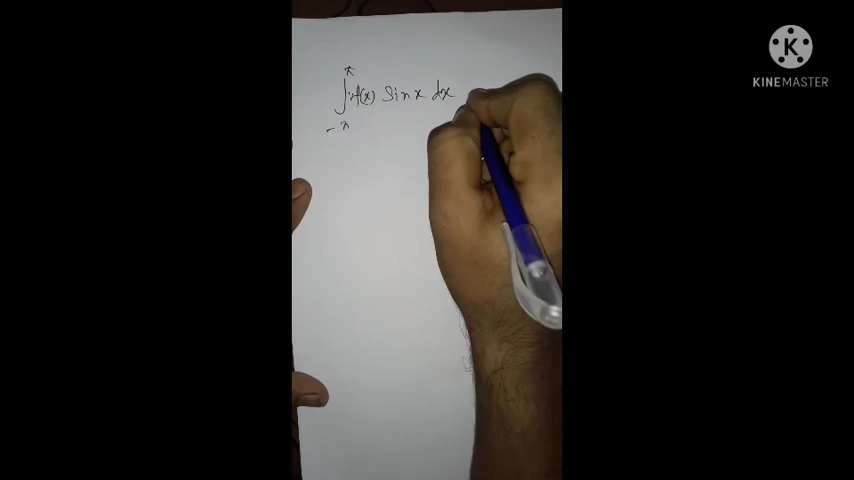 π
∫ f(x) Sin x dx
-π
KINEMASTER